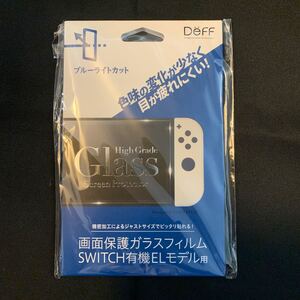 Deff
ブルーライトカット
色味の変化が少なく
目が疲れにくい!
High Grade
Glass
Screen Protector
精密加工によるジャストサイズでピッタリ貼れる!
画面保護ガラスフィルム
SWITCH有機ELモデル用